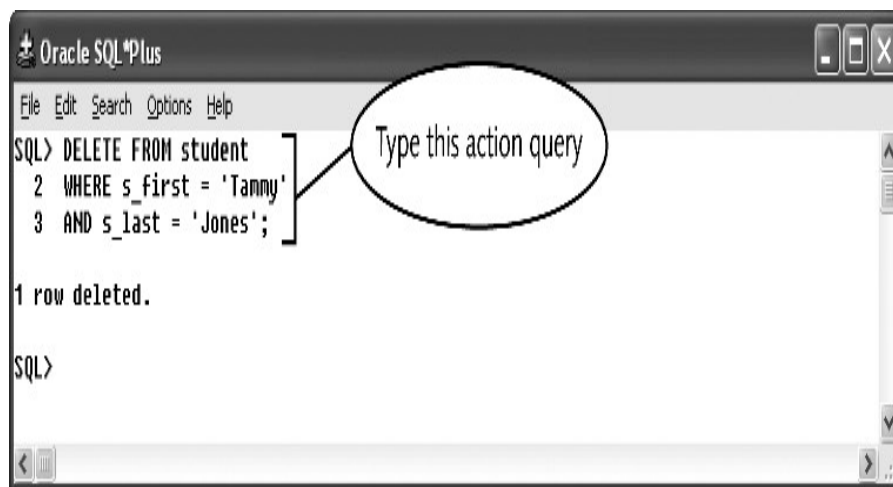 Oracle SQL*Plus
File Edit Search Options Help
SQL> DELETE FROM student
2 WHERE s_first = 'Tammy'
3 AND s_last = 'Jones';
Type this action query
1 row deleted.
SQL>